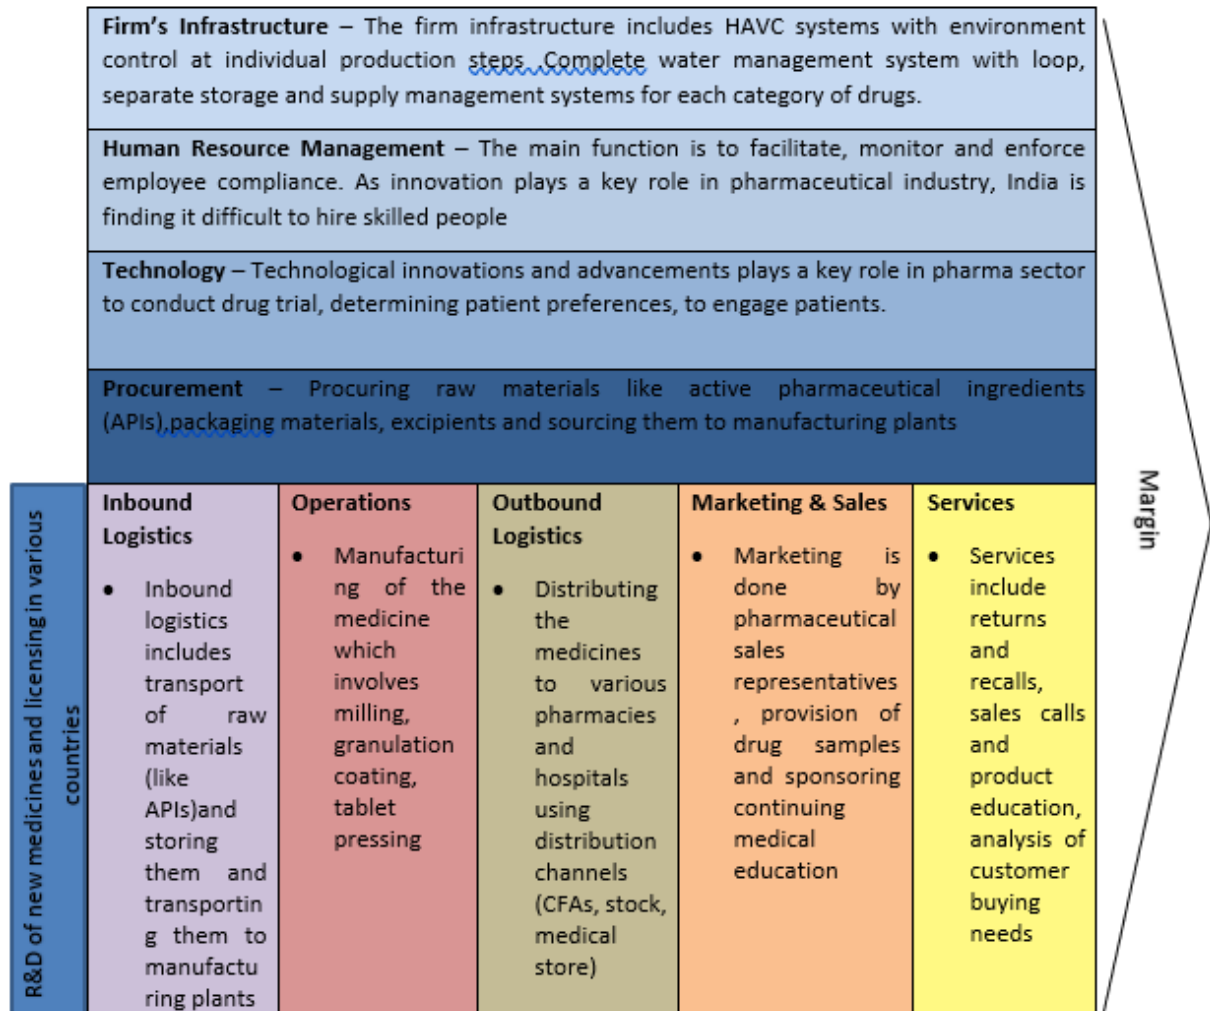 Firm's Infrastructure – The firm infrastructure includes HAVC systems with environment
control at individual production steps .Complete water management system with loop,
separate storage and supply management systems for each category of drugs.
Human Resource Management – The main function is to facilitate, monitor and enforce
employee compliance. As innovation plays a key role in pharmaceutical industry, India is
finding it difficult to hire skilled people
Technology – Technological innovations and advancements plays a key role in pharma sector
to conduct drug trial, determining patient preferences, to engage patients.
Procurement – Procuring raw materials like active pharmaceutical ingredients
(APIs),packaging materials, excipients and sourcing them to manufacturing plants
R&D of new medicines and licensing in various
countries
Inbound
Logistics
• Inbound
logistics
includes
transport
of raw
materials
(like
APIs)and
storing
them and
transportin
g them to
manufactu
ring plants
Operations
• Manufacturi
ng of the
medicine
which
involves
milling,
granulation
coating,
tablet
pressing
Outbound
Logistics
• Distributing
the
medicines
to various
pharmacies
and
hospitals
using
distribution
channels
(CFAs, stock,
medical
store)
Marketing & Sales
• Marketing is
done by
pharmaceutical
sales
representatives
, provision of
drug samples
and sponsoring
continuing
medical
education
Services
• Services
include
returns
and
recalls,
sales calls
and
product
education,
analysis of
customer
buying
needs
Margin